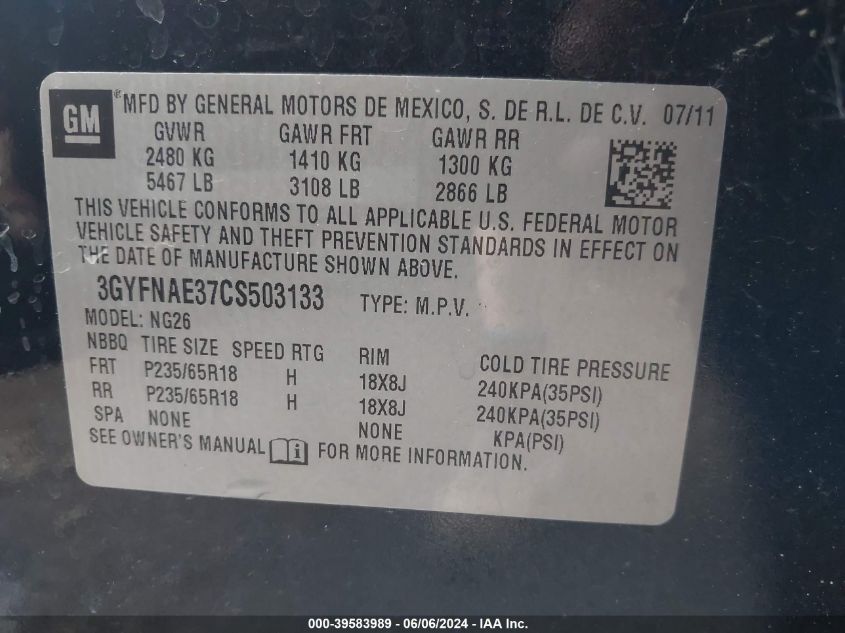 GM
® MFD BY GENERAL MOTORS DE MEXICO, S. DE R.L. DE C.V. 07/11
GVWR GAWR FRT GAWR RR
2480 KG 1410 KG 1300 KG
5467 LB 3108 LB 2866 LB
THIS VEHICLE CONFORMS TO ALL APPLICABLE U.S. FEDERAL MOTOR
VEHICLE SAFETY AND THEFT PREVENTION STANDARDS IN EFFECT ON
THE DATE OF MANUFACTURE SHOWN ABOVE.
3GYFNAE37CS503133 TYPE: M.P.V.
MODEL: NG26
NBBQ TIRE SIZE SPEED RTG RIM COLD TIRE PRESSURE
FRT P235/65R18 H 18X8J 240KPA(35PSI)
RR P235/65R18 H 18X8J 240KPA(35PSI)
SPA NONE NONE KPA(PSI)
SEE OWNER'S MANUAL i FOR MORE INFORMATION.
000-39583989 - 06/06/2024 - IAA Inc.